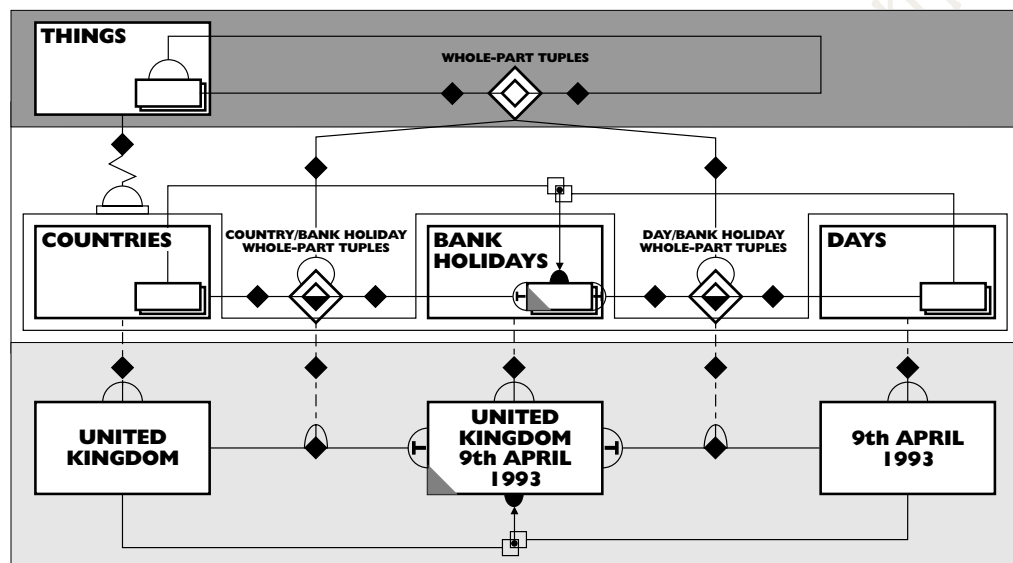 THINGS
WHOLE-PART TUPLES
COUNTRIES
COUNTRY/BANK HOLIDAY
WHOLE-PART TUPLES
BANK
HOLIDAYS
DAY/BANK HOLIDAY
WHOLE-PART TUPLES
DAYS
UNITED
KINGDOM
UNITED
KINGDOM
9th APRIL
1993
9th APRIL
1993